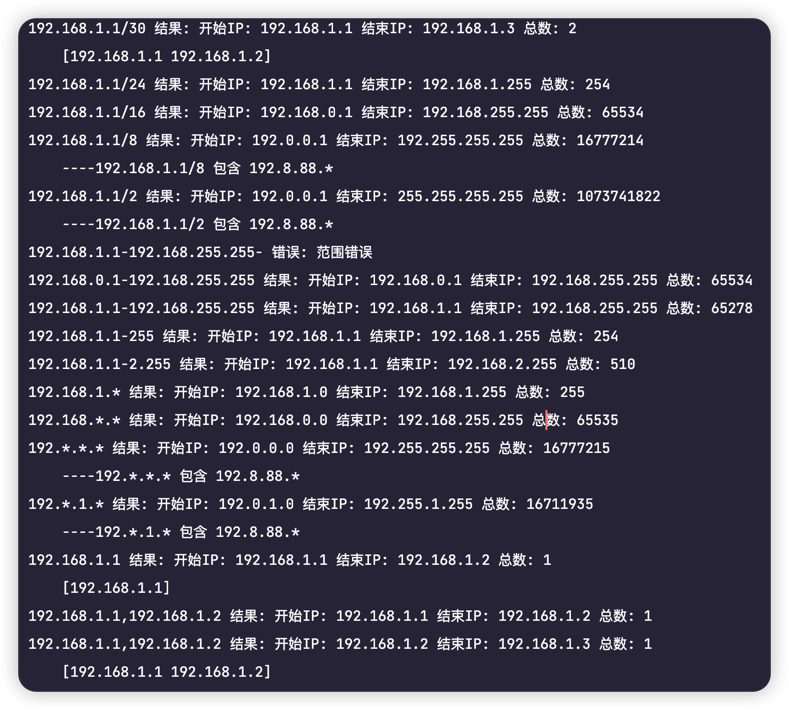 192.168.1.1/30 结果: 开始IP: 192.168.1.1 结束IP: 192.168.1.3 总数: 2
[192.168.1.1 192.168.1.2]
192.168.1.1/24 结果: 开始IP: 192.168.1.1 结束IP: 192.168.1.255 总数: 254
192.168.1.1/16 结果: 开始IP: 192.168.0.1 结束IP: 192.168.255.255 总数: 65534
192.168.1.1/8 结果: 开始IP: 192.0.0.1 结束IP: 192.255.255.255 总数: 16777214
----192.168.1.1/8 包含 192.8.88.*
192.168.1.1/2 结果: 开始IP: 192.0.0.1 结束IP: 255.255.255.255 总数: 1073741822
----192.168.1.1/2 包含 192.8.88.*
192.168.1.1-192.168.255.255- 错误: 范围错误
192.168.0.1-192.168.255.255 结果: 开始IP: 192.168.0.1 结束IP: 192.168.255.255 总数: 65534
192.168.1.1-192.168.255.255 结果: 开始IP: 192.168.1.1 结束IP: 192.168.255.255 总数: 65278
192.168.1.1-255 结果: 开始IP: 192.168.1.1 结束IP: 192.168.1.255 总数: 254
192.168.1.1-2.255 结果: 开始IP: 192.168.1.1 结束IP: 192.168.2.255 总数: 510
192.168.1.* 结果: 开始IP: 192.168.1.0 结束IP: 192.168.1.255 总数: 255
192.168.*.* 结果: 开始IP: 192.168.0.0 结束IP: 192.168.255.255 总数: 65535
192.*.*.* 结果: 开始IP: 192.0.0.0 结束IP: 192.255.255.255 总数: 16777215
----192.*.*.* 包含 192.8.88.*
192.*.1.* 结果: 开始IP: 192.0.1.0 结束IP: 192.255.1.255 总数: 16711935
----192.*.1.* 包含 192.8.88.*
192.168.1.1 结果: 开始IP: 192.168.1.1 结束IP: 192.168.1.2 总数: 1
[192.168.1.1]
192.168.1.1,192.168.1.2 结果: 开始IP: 192.168.1.1 结束IP: 192.168.1.2 总数: 1
192.168.1.1,192.168.1.2 结果: 开始IP: 192.168.1.2 结束IP: 192.168.1.3 总数: 1
[192.168.1.1 192.168.1.2]